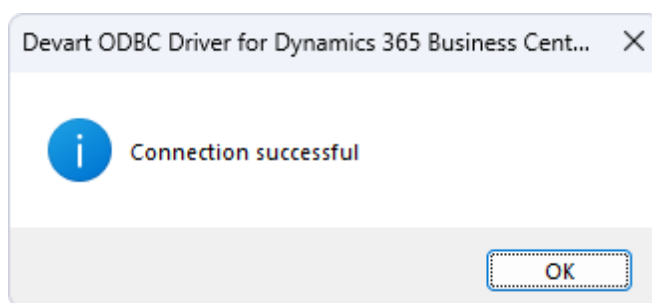 Devart ODBC Driver for Dynamics 365 Business Cent...
Connection successful
OK